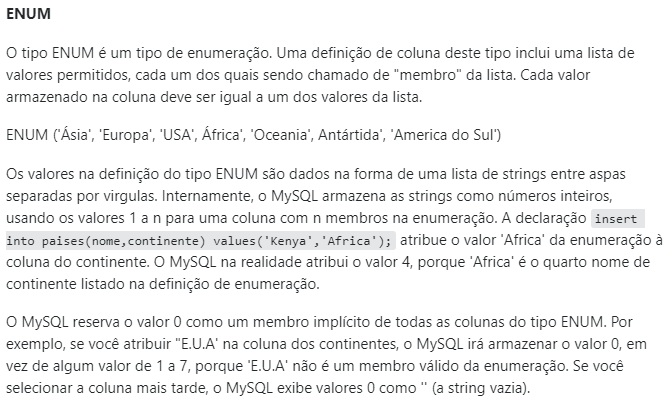 ENUM
O tipo ENUM é um tipo de enumeração. Uma definição de coluna deste tipo inclui uma lista de
valores permitidos, cada um dos quais sendo chamado de "membro" da lista. Cada valor
armazenado na coluna deve ser igual a um dos valores da lista.
ENUM ('Ásia', 'Europa', 'USA', África', 'Oceania', Antártida', 'America do Sul')
Os valores na definição do tipo ENUM são dados na forma de uma lista de strings entre aspas
separadas por virgulas. Internamente, o MySQL armazena as strings como números inteiros,
usando os valores 1 a n para uma coluna com n membros na enumeração. A declaração insert
into paises(nome,continente) values('Kenya','Africa'); atribue o valor 'Africa' da enumeração à
coluna do continente. O MySQL na realidade atribui o valor 4, porque 'Africa' é o quarto nome de
continente listado na definição de enumeração.
O MySQL reserva o valor 0 como um membro implícito de todas as colunas do tipo ENUM. Por
exemplo, se você atribuir "E.U.A' na coluna dos continentes, o MySQL irá armazenar o valor 0, em
vez de algum valor de 1 a 7, porque 'E.U.A' não é um membro válido da enumeração. Se você
selecionar a coluna mais tarde, o MySQL exibe valores 0 como '' (a string vazia).